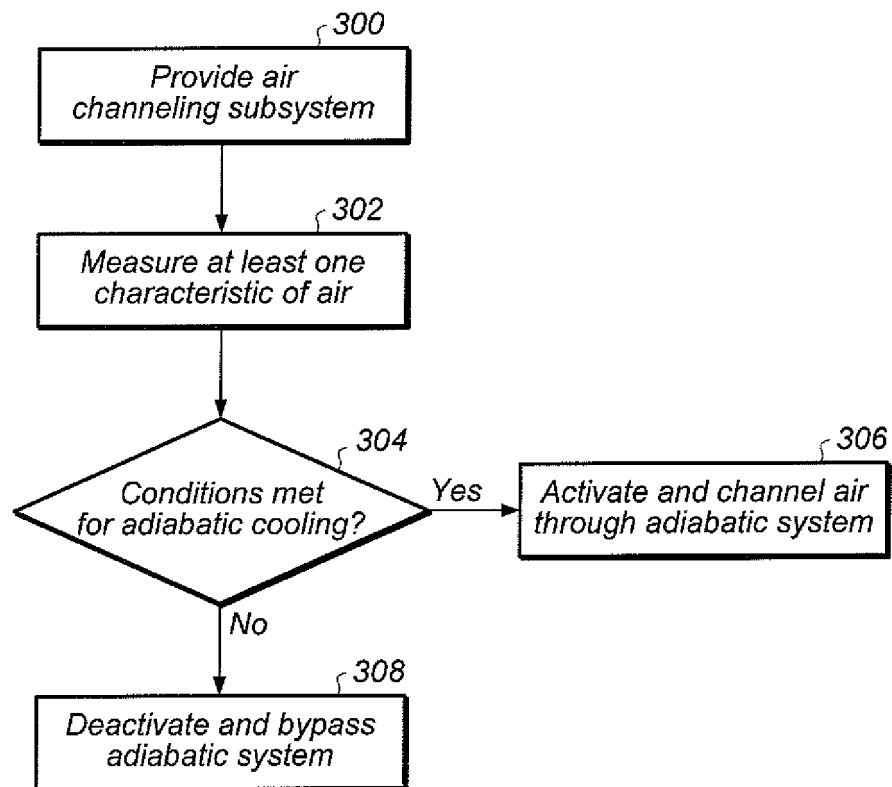 300
Provide air
channeling subsystem
302
Measure at least one
characteristic of air
304
Conditions met
for adiabatic cooling?
Yes
306
Activate and channel air
through adiabatic system
No
308
Deactivate and bypass
adiabatic system